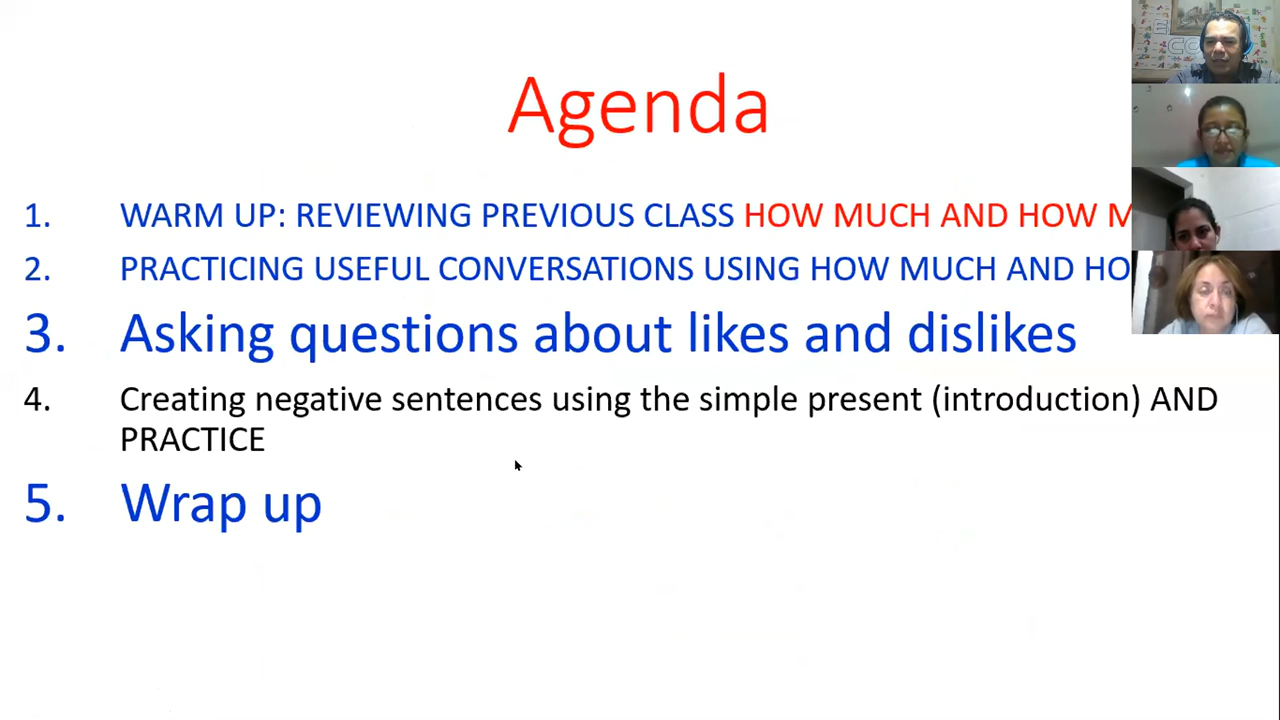 Agenda
1. WARM UP: REVIEWING PREVIOUS CLASS HOW MUCH AND HOW
2. PRACTICING USEFUL CONVERSATIONS USING HOW MUCH AND
3. Asking questions about likes and dislikes
4. Creating negative sentences using the simple present (introduction) AND
PRACTICE
5. Wrap up